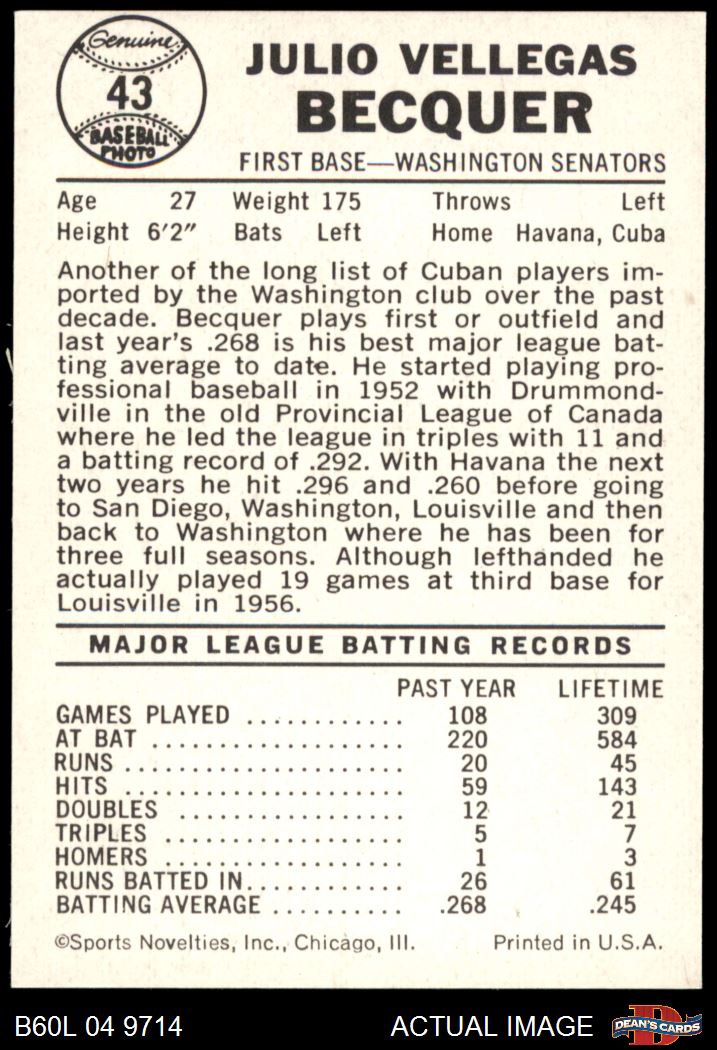 Genuine
43
BASEBALL
PHOTO
JULIO VELLEGAS
BECQUER
FIRST BASE—WASHINGTON SENATORS
Age 27 Weight 175 Throws Left
Height 6'2" Bats Left Home Havana, Cuba
Another of the long list of Cuban players im-
ported by the Washington club over the past
decade. Becquer plays first or outfield and
last year's .268 is his best major league bat-
ting average to date. He started playing pro-
fessional baseball in 1952 with Drummond-
ville in the old Provincial League of Canada
where he led the league in triples with 11 and
a batting record of .292. With Havana the next
two years he hit .296 and .260 before going
to San Diego, Washington, Louisville and then
back to Washington where he has been for
three full seasons. Although lefthanded he
actually played 19 games at third base for
Louisville in 1956.
MAJOR LEAGUE BATTING RECORDS
PAST YEAR LIFETIME
GAMES PLAYED ............ 108 309
AT BAT .................... 220 584
RUNS ...................... 20 45
HITS ...................... 59 143
DOUBLES ................. 12 21
TRIPLES .................. 5 7
HOMERS .................. 1 3
RUNS BATTED IN............ 26 61
BATTING AVERAGE .......... .268 .245
©Sports Novelties, Inc., Chicago, Ill. Printed in U.S.A.
B60L 04 9714 ACTUAL IMAGE D DEAN'S CARDS